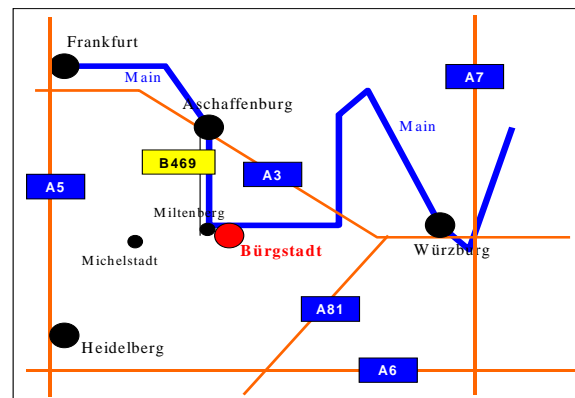 Frankfurt
Main
A7
Aschaffenburg
Main
B469
A3
A5
Miltenberg
Michelstadt
Bürgstadt
Würzburg
A81
Heidelberg
A6